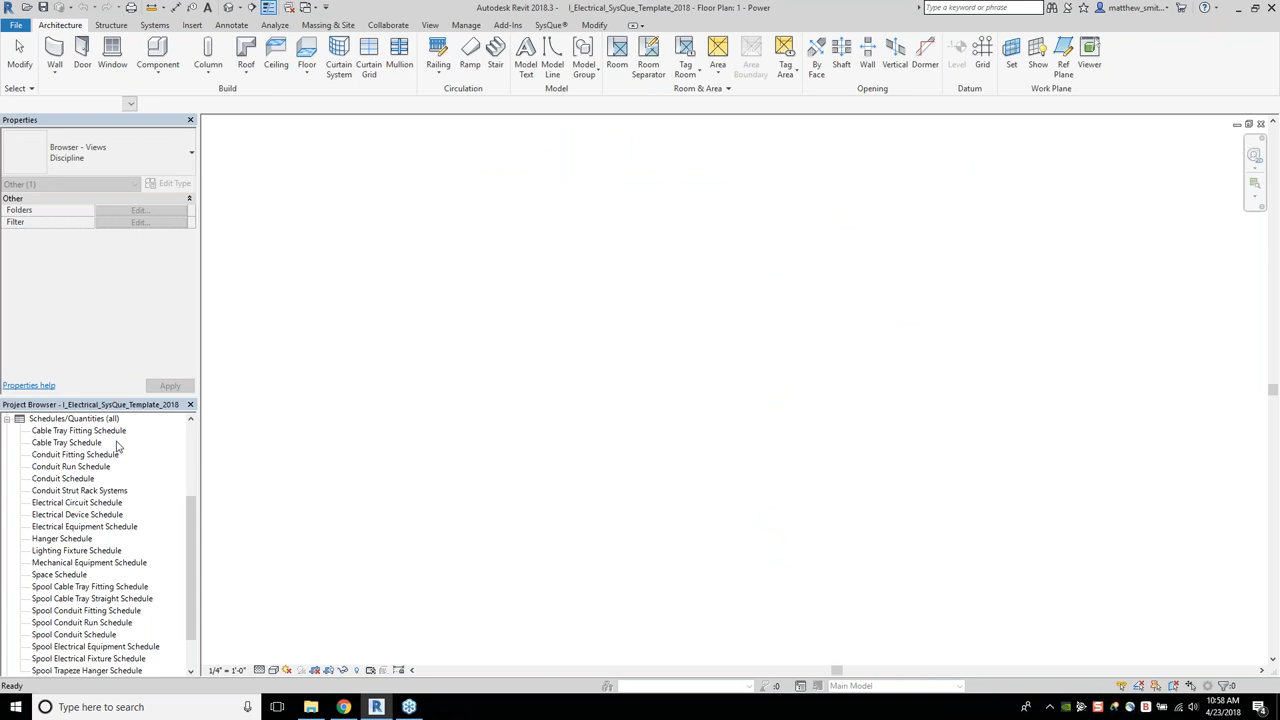 Autodesk Revit 2018.3 - I_Electrical_SysQue_Template_2018 - Floor Plan: 1 - Power
Type a keyword or phrase
matthew_smit...
File Architecture Structure Systems Insert Annotate Analyze Massing & Site Collaborate View Manage Add-Ins SysQue® Modify
Modify Wall Door Window Component Column Roof Ceiling Floor Curtain System Curtain Grid Mullion Railing Ramp Stair Model Text Model Line Model Group Room Room Separator Tag Room Area Area Boundary Tag Area By Face Shaft Wall Vertical Dormer Level Grid Set Show Ref Plane Viewer
Select Build Circulation Model Room & Area Opening Datum Work Plane
Properties
Browser - Views
Discipline
Other (1) Edit Type
Other
Folders Edit...
Filter Edit...
Properties help Apply
Project Browser - I_Electrical_SysQue_Template_2018
Schedules/Quantities (all)
Cable Tray Fitting Schedule
Cable Tray Schedule
Conduit Fitting Schedule
Conduit Run Schedule
Conduit Schedule
Conduit Strut Rack Systems
Electrical Circuit Schedule
Electrical Device Schedule
Electrical Equipment Schedule
Hanger Schedule
Lighting Fixture Schedule
Mechanical Equipment Schedule
Space Schedule
Spool Cable Tray Fitting Schedule
Spool Cable Tray Straight Schedule
Spool Conduit Fitting Schedule
Spool Conduit Run Schedule
Spool Conduit Schedule
Spool Electrical Equipment Schedule
Spool Electrical Fixture Schedule
Spool Trapeze Hanger Schedule
1/4" = 1'-0"
Ready :0 Main Model :0
Type here to search
10:58 AM
4/23/2018